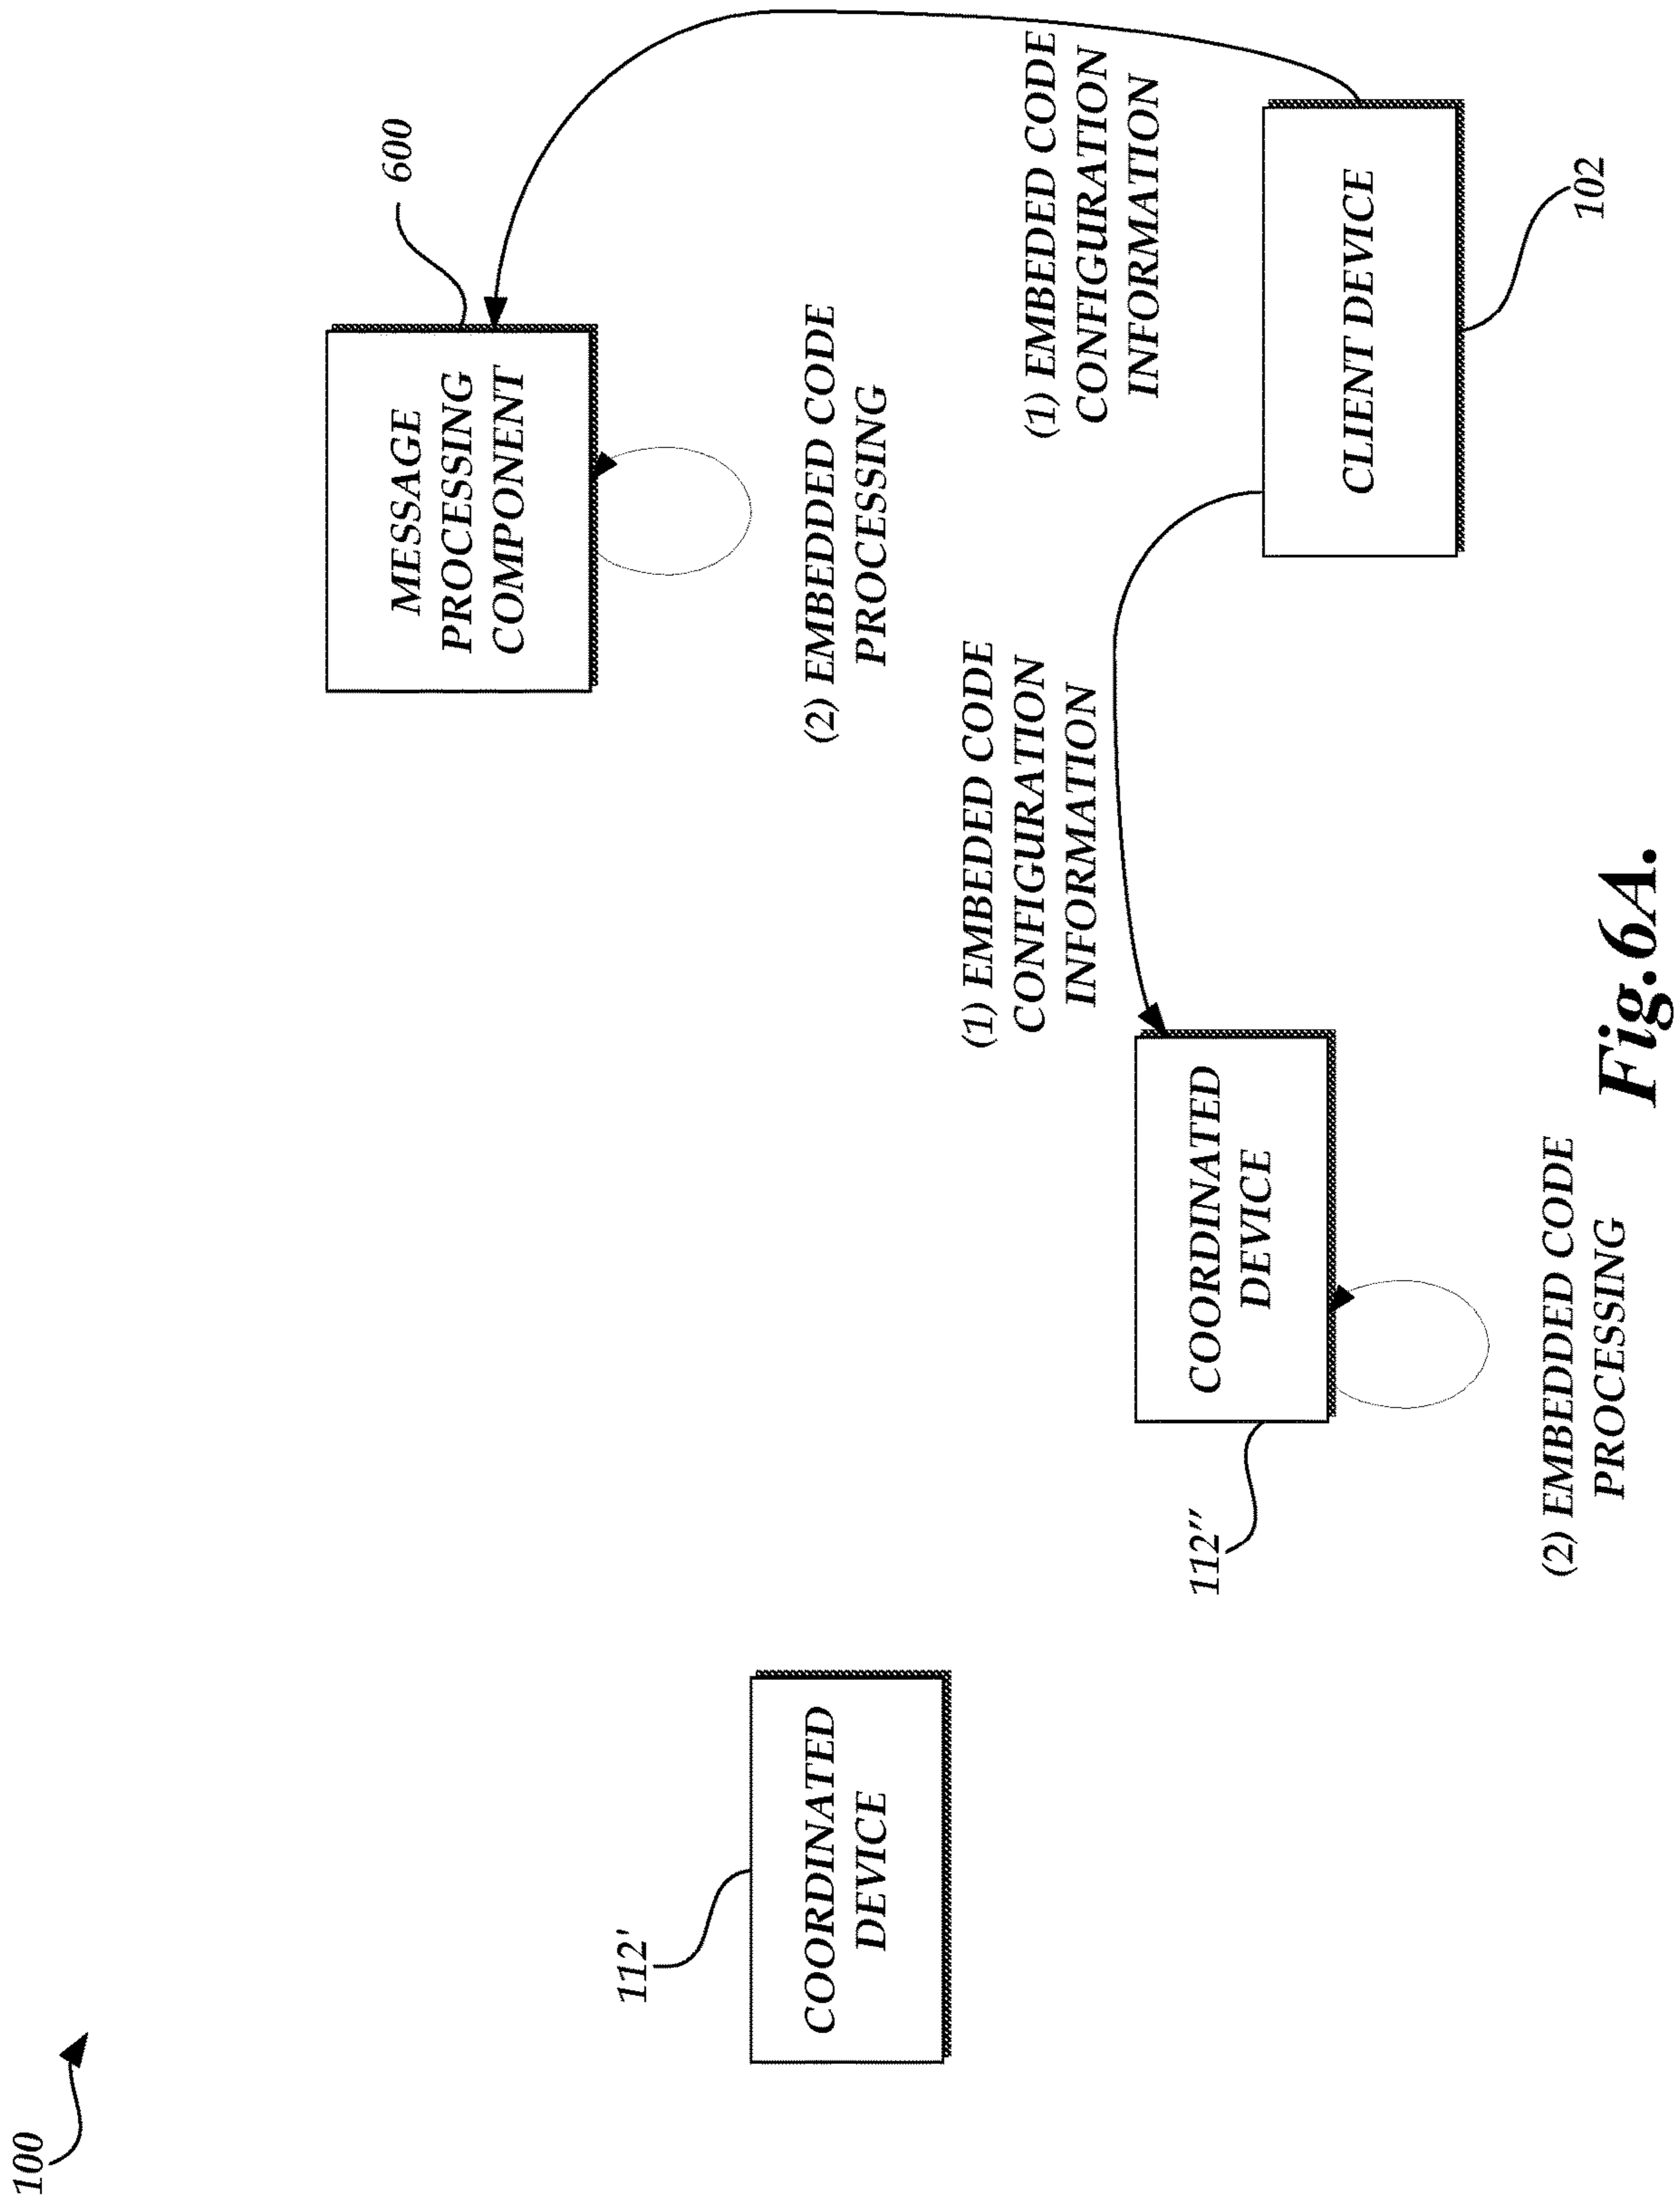 100
112'
COORDINATED
DEVICE
MESSAGE
PROCESSING
COMPONENT
600
(2) EMBEDDED CODE
PROCESSING
112"
COORDINATED
DEVICE
(2) EMBEDDED CODE
PROCESSING
(1) EMBEDED CODE
CONFIGURATION
INFORMATION
(1) EMBEDED CODE
CONFIGURATION
INFORMATION
CLIENT DEVICE
102
Fig.6A.